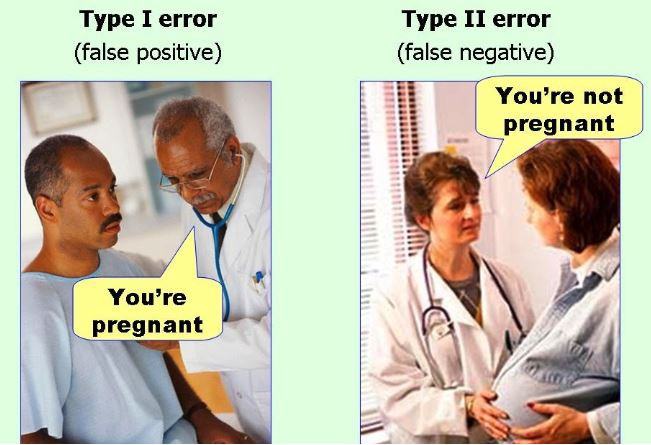 Type I error
(false positive)
You're
pregnant
Type II error
(false negative)
You're not
pregnant